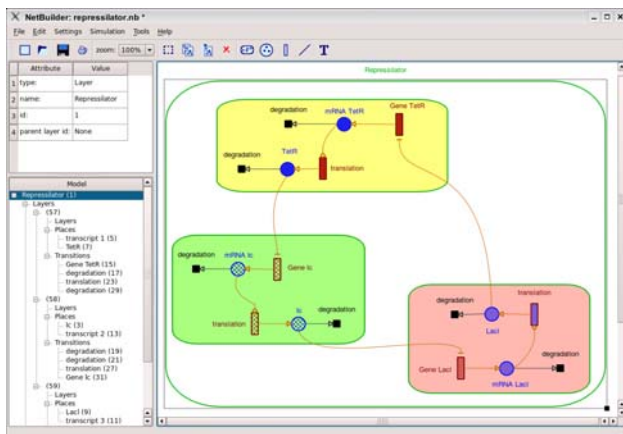 NetBuilder: repressilator.nb *
File Edit Settings Simulation Tools Help
zoom: 100% T
Attribute Value
1 type: Layer
2 name: Repressilator
3 id: 1
4 parent layer id: None
Model
Repressilator (1)
Layers
(57)
Layers
Places
transcript 1 (5)
TetR (7)
Transitions
Gene TetR (15)
degradation (17)
translation (23)
degradation (29)
(58)
Layers
Places
lc (3)
transcript 2 (13)
Transitions
degradation (19)
degradation (21)
translation (27)
Gene lc (31)
(59)
Layers
Places
LacI (9)
transcript 3 (11)
Repressilator
degradation
mRNA TetR
Gene TetR
degradation
TetR
translation
degradation
mRNA lc
Gene lc
translation
lc
degradation
degradation
translation
LacI
Gene LacI
degradation
mRNA LacI